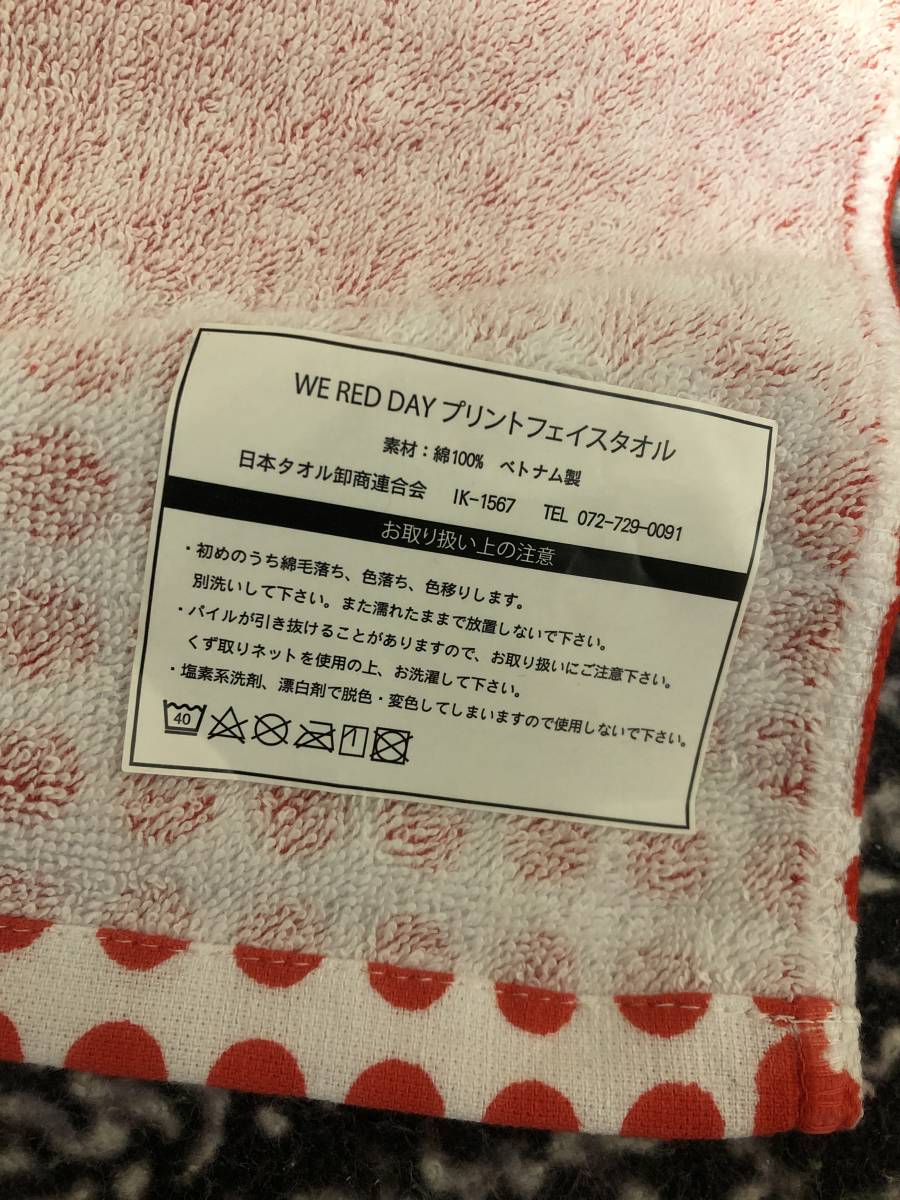 WE RED DAY プリントフェイスタオル
素材：綿100%　ベトナム製
日本タオル卸商連合会　IK-1567　TEL 072-729-0091
お取り扱い上の注意
・初めのうち綿毛落ち、色落ち、色移りします。
別洗いして下さい。また濡れたままで放置しないで下さい。
・パイルが引き抜けることがありますので、お取り扱いにご注意下さい。
くず取りネットを使用の上、お洗濯して下さい。
・塩素系洗剤、漂白剤で脱色・変色してしまいますので使用しないで下さい。
40